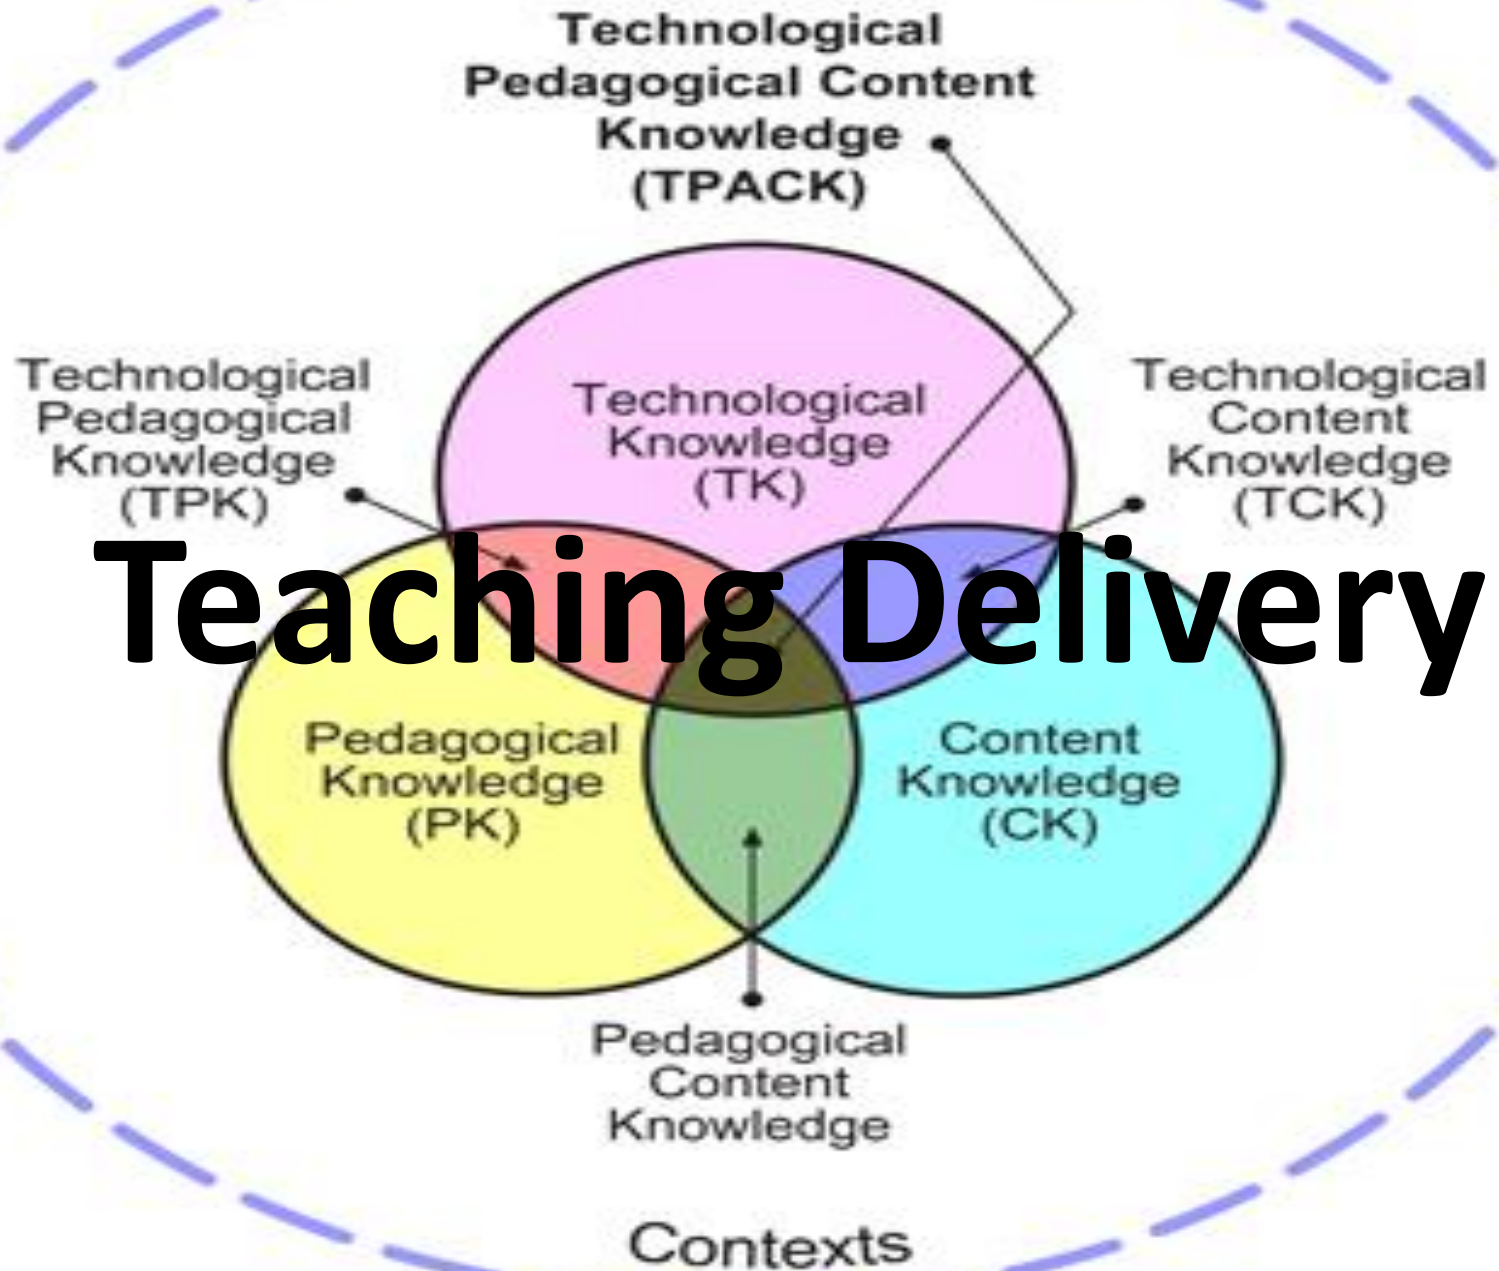 Technological
Pedagogical Content
Knowledge
(TPACK)
Technological
Pedagogical
Knowledge
(TPK)
Technological
Knowledge
(TK)
Technological
Content
Knowledge
(TCK)
Teaching Delivery
Pedagogical
Knowledge
(PK)
Content
Knowledge
(CK)
Pedagogical
Content
Knowledge
Contexts